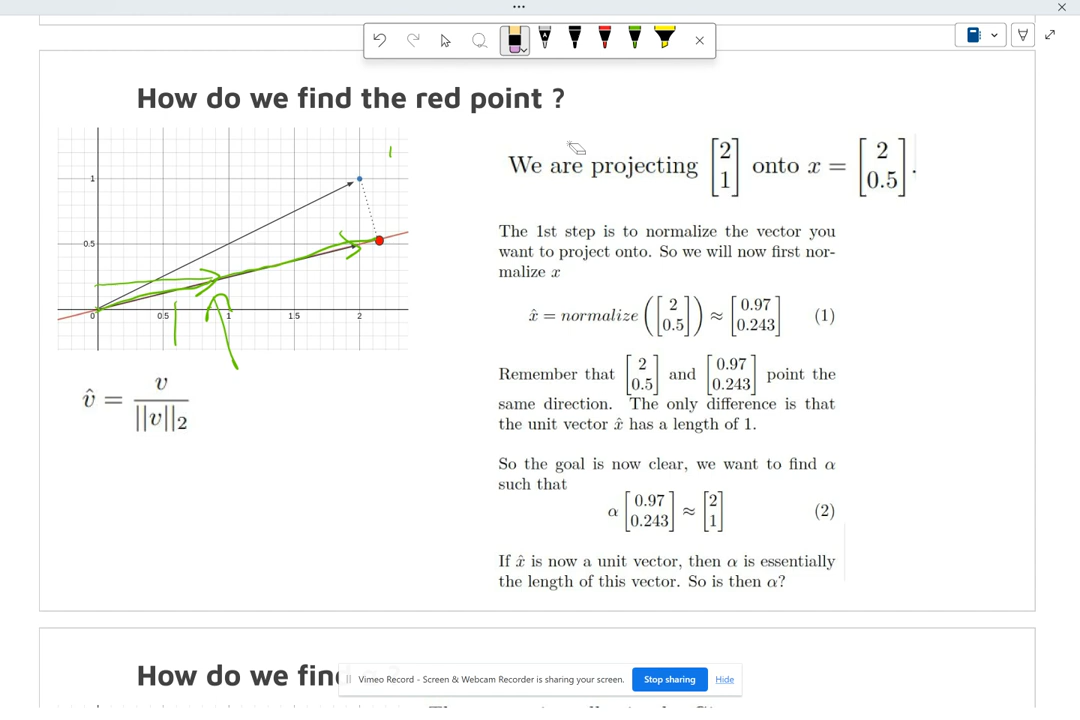 How do we find the red point ?
We are projecting [2 1] onto x = [2 0.5].
1
0.5
0 0.5 1 1.5 2
The 1st step is to normalize the vector you
want to project onto. So we will now first nor-
malize x
x̂ = normalize([2 0.5]) ≈ [0.97 0.243] (1)
Remember that [2 0.5] and [0.97 0.243] point the
same direction. The only difference is that
the unit vector x̂ has a length of 1.
v̂ = v / ||v||₂
So the goal is now clear, we want to find α
such that
α [0.97 0.243] ≈ [2 1] (2)
If x̂ is now a unit vector, then α is essentially
the length of this vector. So is then α?
How do we fin
Vimeo Record - Screen & Webcam Recorder is sharing your screen.
Stop sharing
Hide